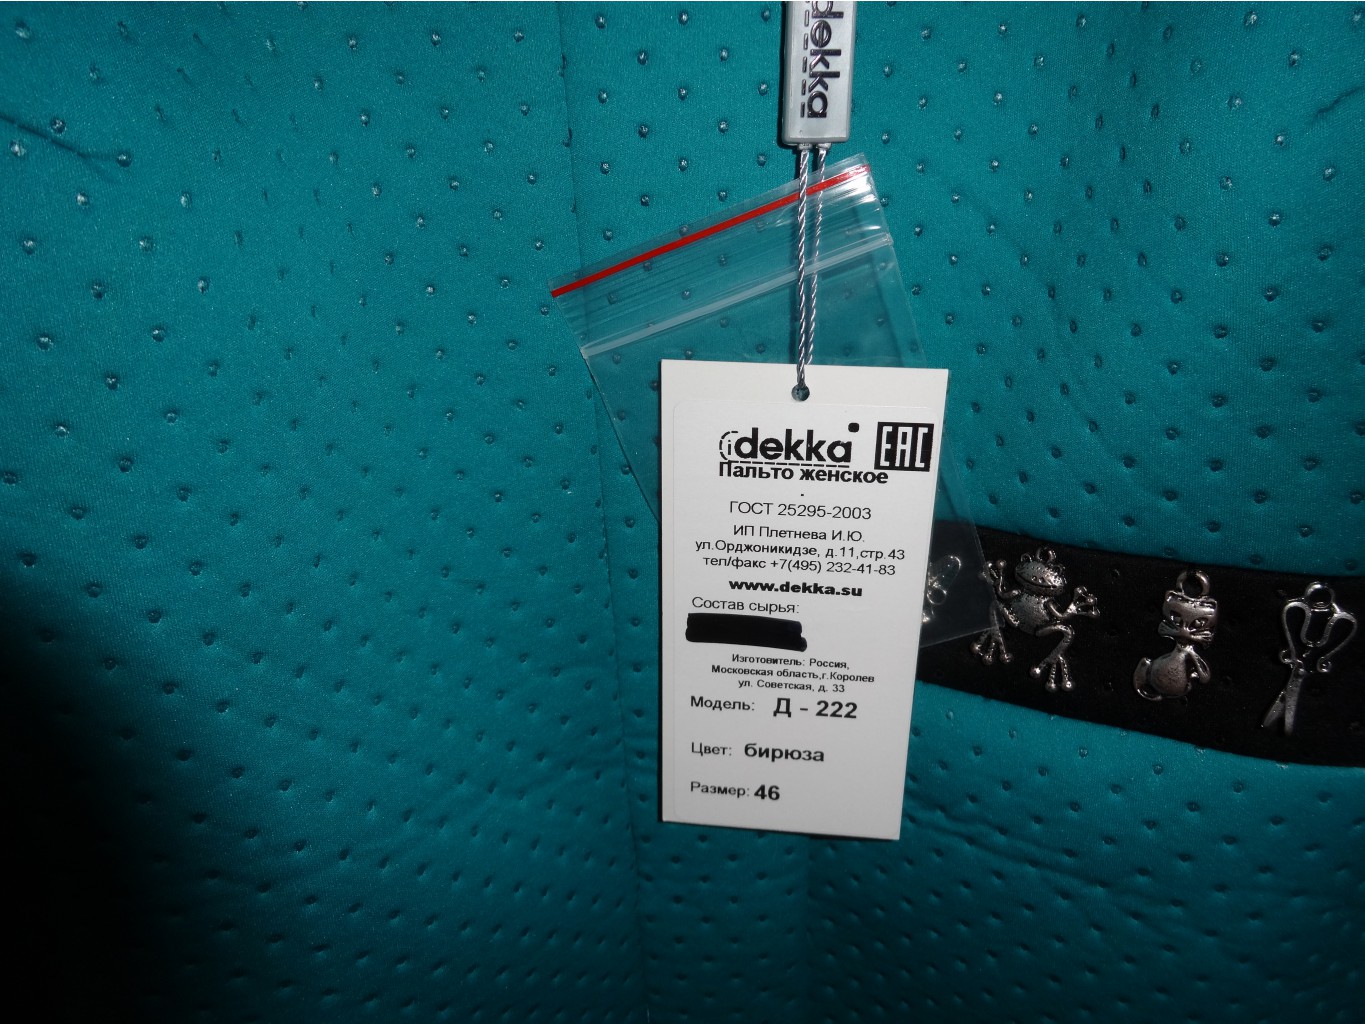 dekka
idekka EAC
Пальто женское
.
ГОСТ 25295-2003
ИП Плетнева И.Ю.
ул.Орджоникидзе, д.11,стр.43
тел/факс +7(495) 232-41-83
www.dekka.su
Состав сырья:
Изготовитель: Россия,
Московская область,г.Королев
ул. Советская, д. 33
Модель: Д - 222
Цвет: бирюза
Размер: 46